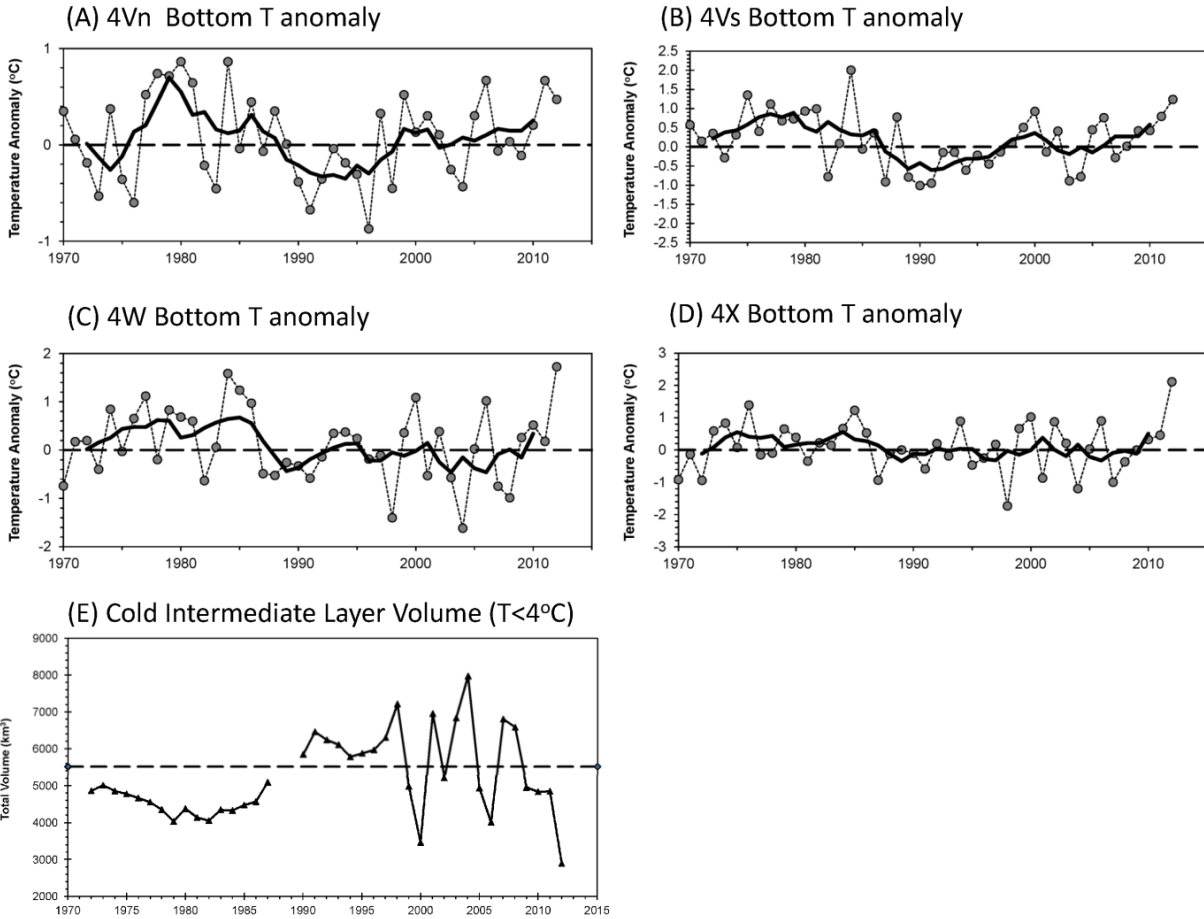 (A) 4Vn Bottom T anomaly
Temperature Anomaly (°C)
1
0
-1
1970 1980 1990 2000 2010
(B) 4Vs Bottom T anomaly
Temperature Anomaly (°C)
2.5
2.0
1.5
1.0
0.5
0.0
-0.5
-1.0
-1.5
-2.0
-2.5
1970 1980 1990 2000 2010
(C) 4W Bottom T anomaly
Temperature Anomaly (°C)
2
1
0
-1
-2
1970 1980 1990 2000 2010
(D) 4X Bottom T anomaly
Temperature Anomaly (°C)
3
2
1
0
-1
-2
-3
1970 1980 1990 2000 2010
(E) Cold Intermediate Layer Volume (T<4°C)
Total Volume (km³)
9000
8000
7000
6000
5000
4000
3000
2000
1970 1975 1980 1985 1990 1995 2000 2005 2010 2015